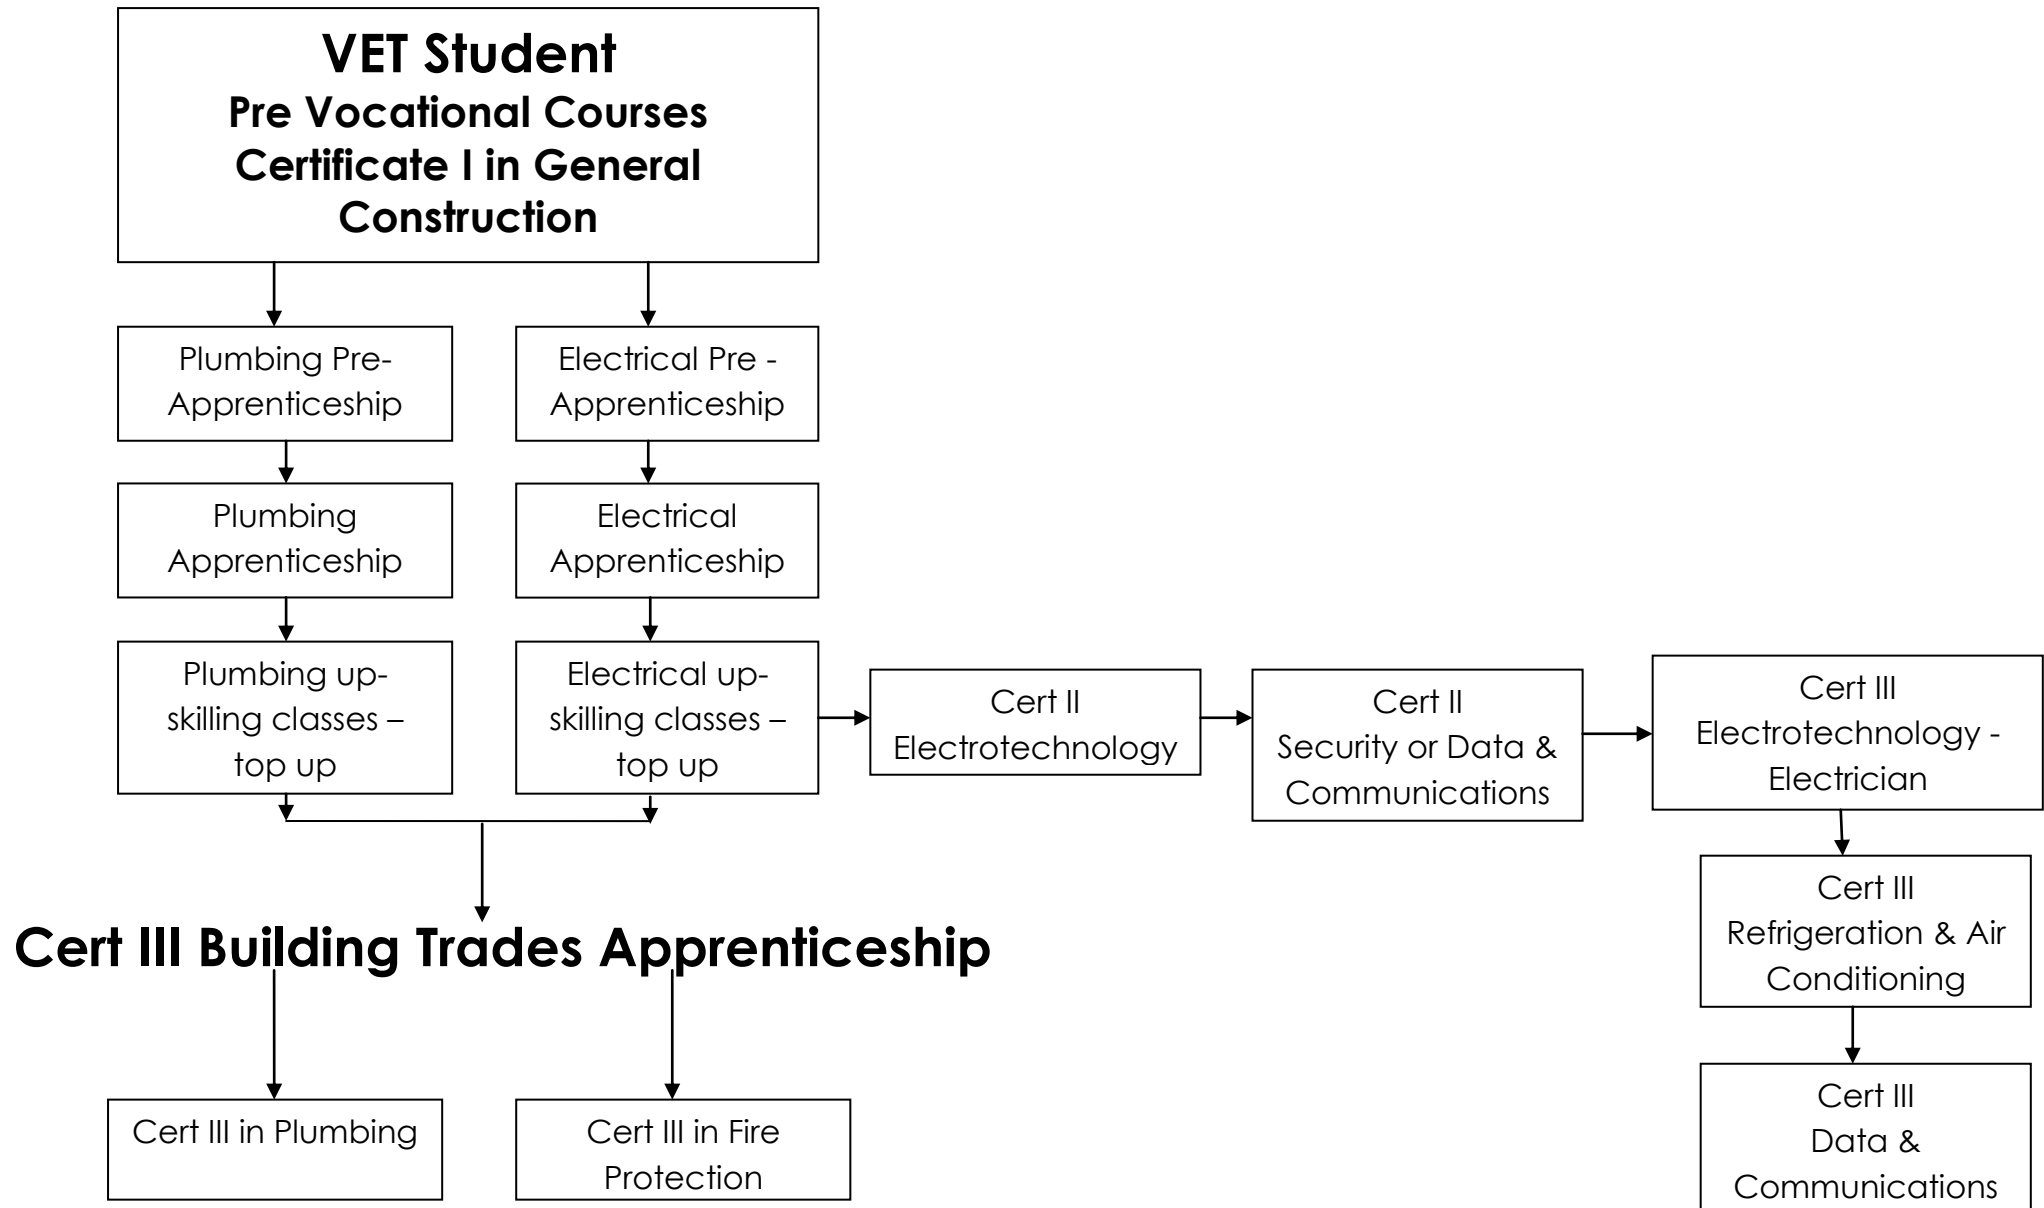 VET Student
Pre Vocational Courses
Certificate I in General
Construction
Plumbing Pre-
Apprenticeship
Electrical Pre -
Apprenticeship
Plumbing
Apprenticeship
Electrical
Apprenticeship
Plumbing up-
skilling classes –
top up
Electrical up-
skilling classes –
top up
Cert II
Electrotechnology
Cert II
Security or Data &
Communications
Cert III
Electrotechnology -
Electrician
Cert III
Refrigeration & Air
Conditioning
Cert III
Data &
Communications
Cert III Building Trades Apprenticeship
Cert III in Plumbing
Cert III in Fire
Protection